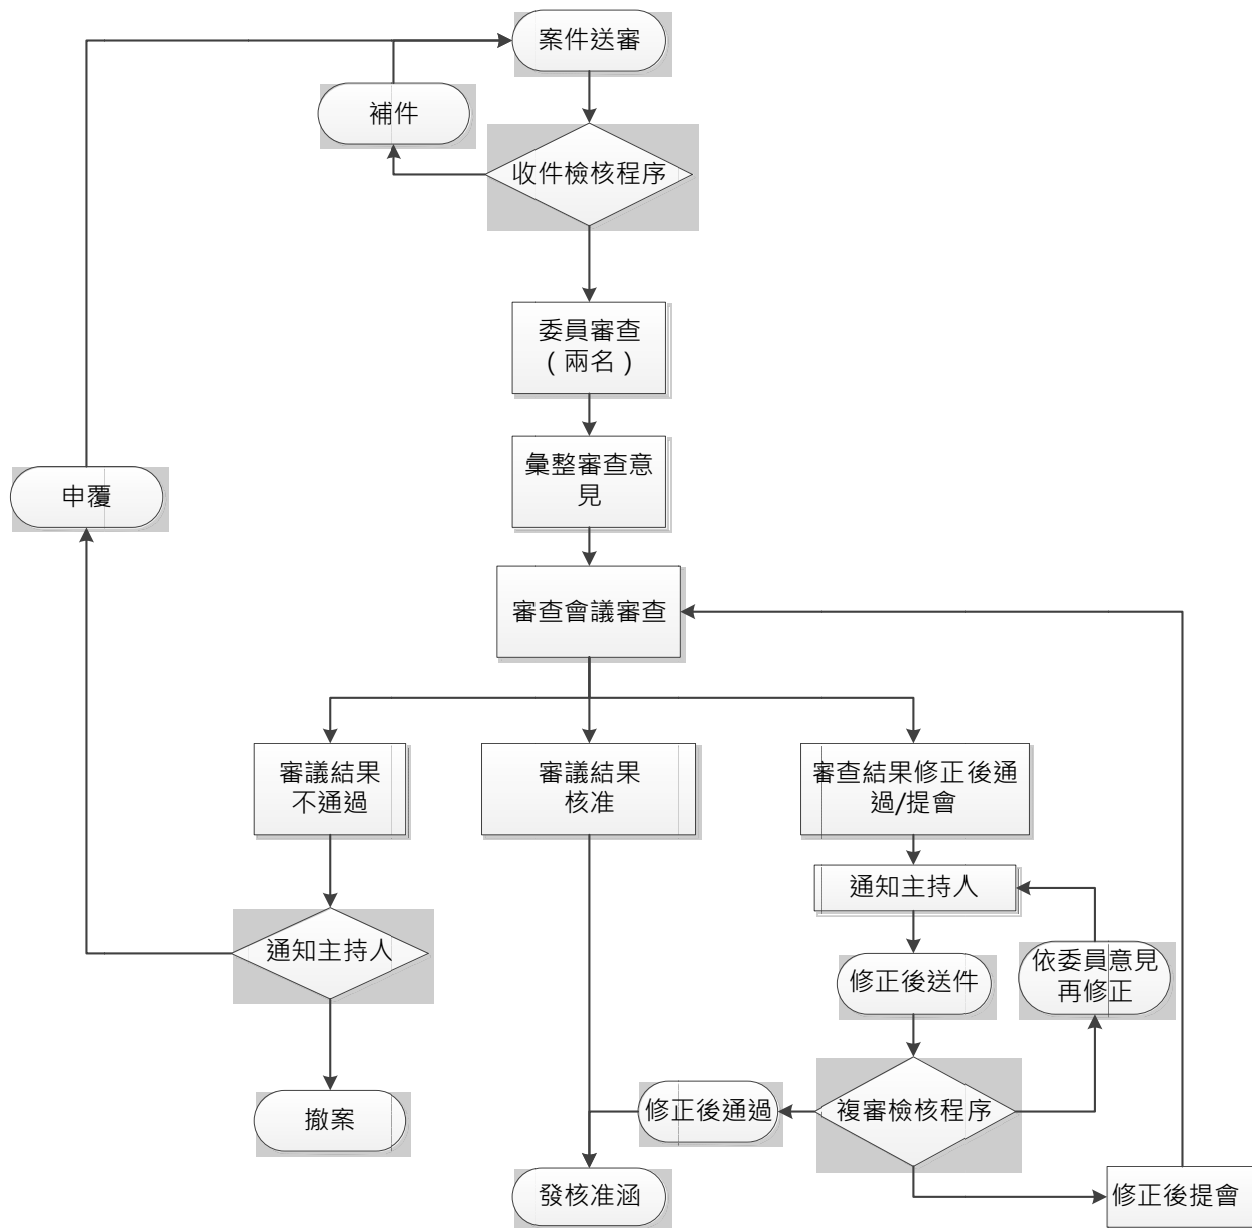 案件送審
補件
收件檢核程序
委員審查
（兩名）
彙整審查意
見
申覆
審查會議審查
審議結果
不通過
審議結果
核准
審查結果修正後通
過/提會
通知主持人
通知主持人
修正後送件
依委員意見
再修正
撤案
修正後通過
複審檢核程序
發核准涵
修正後提會